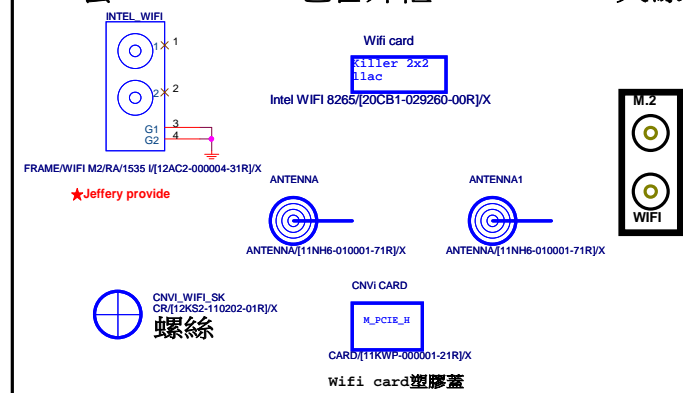 INTEL_WIFI
1 1
2 2
G1 3
G2 4
FRAME/WIFI M2/RA/1535 I/[12AC2-000004-31R]/X
★Jeffery provide
Wifi card
Killer 2x2
11ac
Intel WIFI 8265/[20CB1-029260-00R]/X
M.2
WIFI
ANTENNA
ANTENNA/[11NH6-010001-71R]/X
ANTENNA1
ANTENNA/[11NH6-010001-71R]/X
CNVI_WIFI_SK
CR/[12KS2-110202-01R]/X
螺絲
CNVi CARD
M_PCIE_H
CARD/[11KWP-000001-21R]/X
Wifi card塑膠蓋